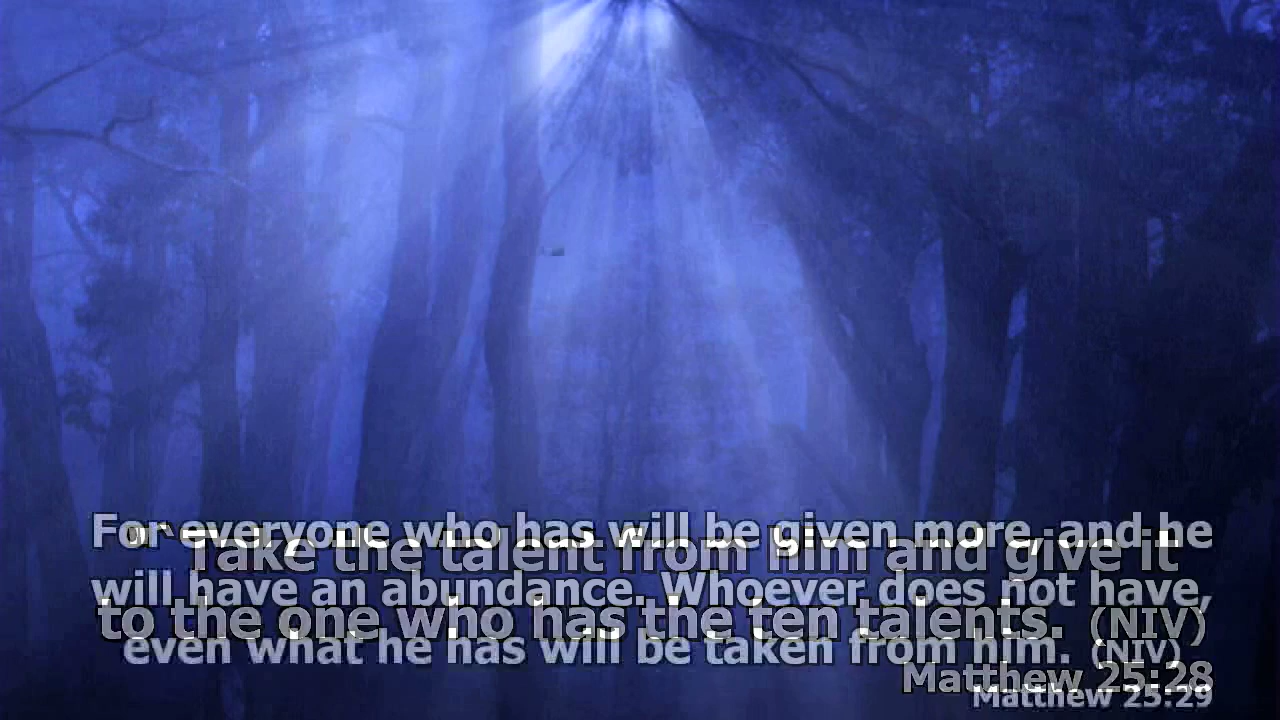 For everyone who has will be given more, and he
Take the talent from him and give it
will have an abundance. Whoever does not have,
to the one who has the ten talents. (NIV)
even what he has will be taken from him. (NIV)
Matthew 25:28
Matthew 25:29